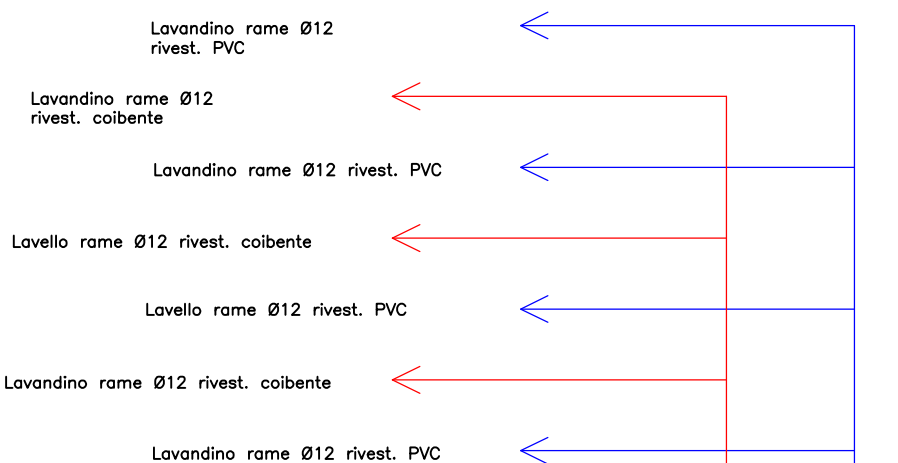 Lavandino rame Ø12
rivest. PVC
Lavandino rame Ø12
rivest. coibente
Lavandino rame Ø12 rivest. PVC
Lavello rame Ø12 rivest. coibente
Lavello rame Ø12 rivest. PVC
Lavandino rame Ø12 rivest. coibente
Lavandino rame Ø12 rivest. PVC